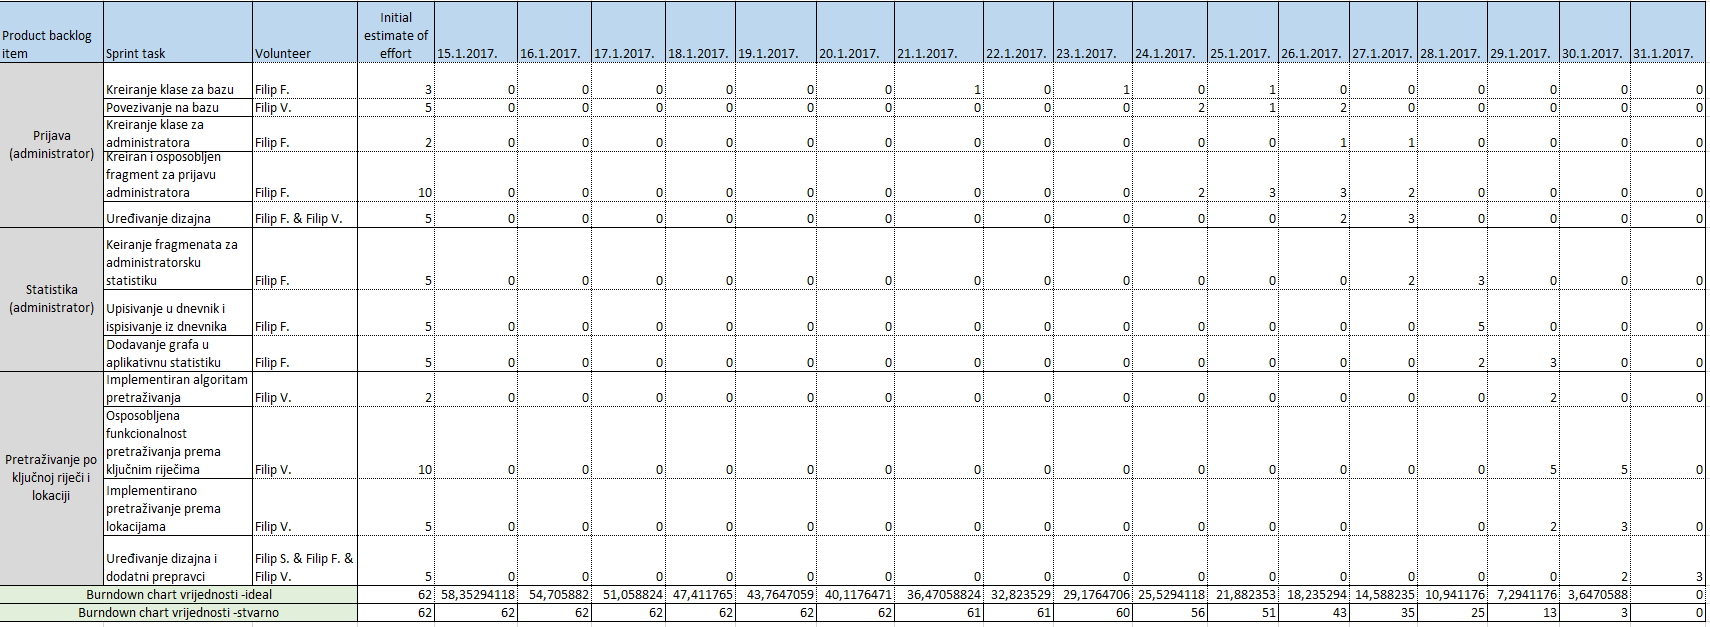 Product backlog item | Sprint task | Volunteer | Initial estimate of effort | 15.1.2017. | 16.1.2017. | 17.1.2017. | 18.1.2017. | 19.1.2017. | 20.1.2017. | 21.1.2017. | 22.1.2017. | 23.1.2017. | 24.1.2017. | 25.1.2017. | 26.1.2017. | 27.1.2017. | 28.1.2017. | 29.1.2017. | 30.1.2017. | 31.1.2017.
Prijava (administrator)
Kreiranje klase za bazu | Filip F. | 3 | 0 | 0 | 0 | 0 | 0 | 0 | 1 | 0 | 1 | 0 | 1 | 0 | 0 | 0 | 0 | 0 | 0
Povezivanje na bazu | Filip V. | 5 | 0 | 0 | 0 | 0 | 0 | 0 | 0 | 0 | 0 | 2 | 1 | 2 | 0 | 0 | 0 | 0 | 0
Kreiranje klase za administratora | Filip F. | 2 | 0 | 0 | 0 | 0 | 0 | 0 | 0 | 0 | 0 | 0 | 0 | 1 | 1 | 0 | 0 | 0 | 0
Kreiran i osposobljen fragment za prijavu administratora | Filip F. | 10 | 0 | 0 | 0 | 0 | 0 | 0 | 0 | 0 | 0 | 2 | 3 | 3 | 2 | 0 | 0 | 0 | 0
Uređivanje dizajna | Filip F. & Filip V. | 5 | 0 | 0 | 0 | 0 | 0 | 0 | 0 | 0 | 0 | 0 | 0 | 2 | 3 | 0 | 0 | 0 | 0
Statistika (administrator)
Keiranje fragmenata za administratorsku statistiku | Filip F. | 5 | 0 | 0 | 0 | 0 | 0 | 0 | 0 | 0 | 0 | 0 | 0 | 0 | 2 | 3 | 0 | 0 | 0
Upisivanje u dnevnik i ispisivanje iz dnevnika | Filip F. | 5 | 0 | 0 | 0 | 0 | 0 | 0 | 0 | 0 | 0 | 0 | 0 | 0 | 0 | 5 | 0 | 0 | 0
Dodavanje grafa u aplikativnu statistiku | Filip F. | 5 | 0 | 0 | 0 | 0 | 0 | 0 | 0 | 0 | 0 | 0 | 0 | 0 | 0 | 2 | 3 | 0 | 0
Pretraživanje po ključnoj riječi i lokaciji
Implementiran algoritam pretraživanja | Filip V. | 2 | 0 | 0 | 0 | 0 | 0 | 0 | 0 | 0 | 0 | 0 | 0 | 0 | 0 | 0 | 2 | 0 | 0
Osposobljena funkcionalnost pretraživanja prema ključnim riječima | Filip V. | 10 | 0 | 0 | 0 | 0 | 0 | 0 | 0 | 0 | 0 | 0 | 0 | 0 | 0 | 0 | 5 | 5 | 0
Implementirano pretraživanje prema lokacijama | Filip V. | 5 | 0 | 0 | 0 | 0 | 0 | 0 | 0 | 0 | 0 | 0 | 0 | 0 | 0 | 0 | 2 | 3 | 0
Uređivanje dizajna i dodatni prepravci | Filip S. & Filip F. & Filip V. | 5 | 0 | 0 | 0 | 0 | 0 | 0 | 0 | 0 | 0 | 0 | 0 | 0 | 0 | 0 | 0 | 2 | 3
Burndown chart vrijednosti -ideal | 62 | 58,35294118 | 54,705882 | 51,058824 | 47,411765 | 43,7647059 | 40,1176471 | 36,47058824 | 32,823529 | 29,1764706 | 25,5294118 | 21,882353 | 18,235294 | 14,588235 | 10,941176 | 7,2941176 | 3,6470588 | 0
Burndown chart vrijednosti -stvarno | 62 | 62 | 62 | 62 | 62 | 62 | 62 | 61 | 61 | 60 | 56 | 51 | 43 | 35 | 25 | 13 | 3 | 0